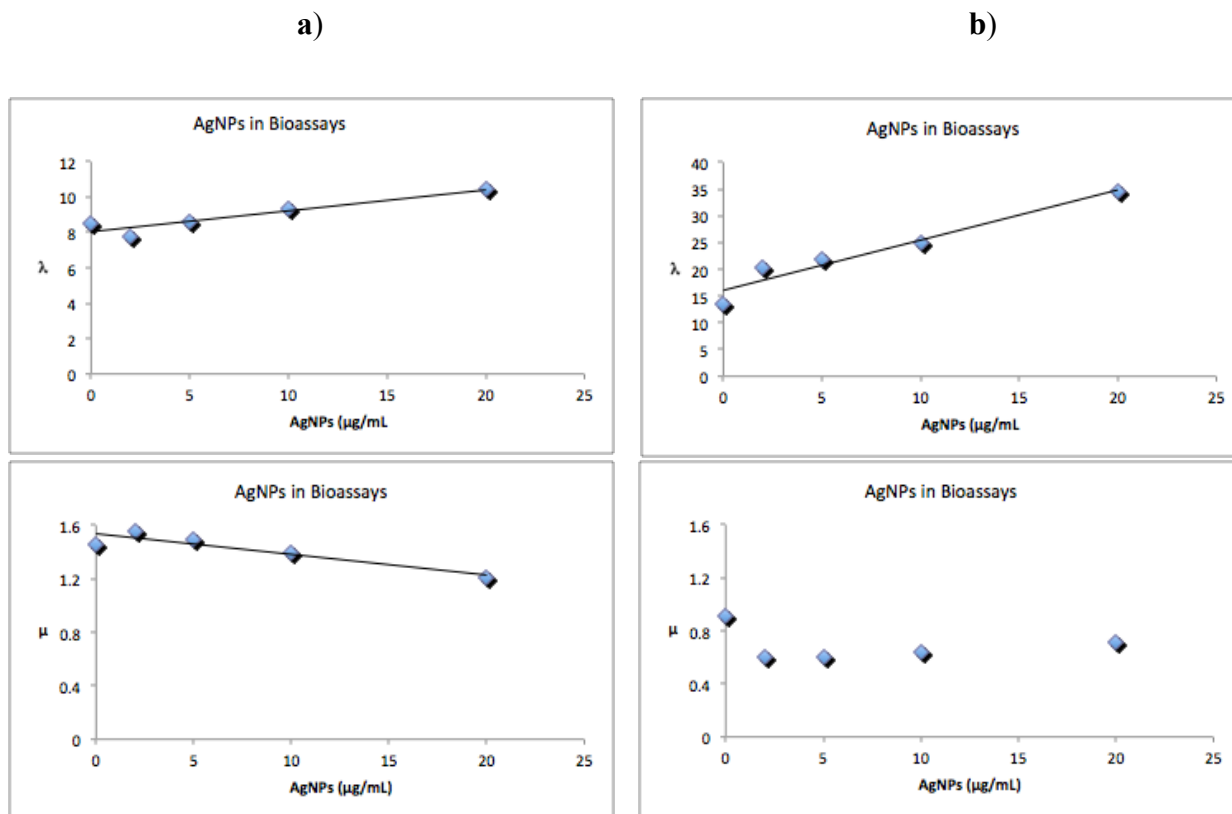 a)
b)
AgNPs in Bioassays
12
10
8
6
4
2
0
λ
0 5 10 15 20 25
AgNPs (µg/mL
AgNPs in Bioassays
40
35
30
25
20
15
10
5
0
λ
0 5 10 15 20 25
AgNPs (µg/mL
AgNPs in Bioassays
1.6
1.2
0.8
0.4
0
µ
0 5 10 15 20 25
AgNPs (µg/mL)
AgNPs in Bioassays
1.6
1.2
0.8
0.4
0
µ
0 5 10 15 20 25
AgNPs (µg/mL)